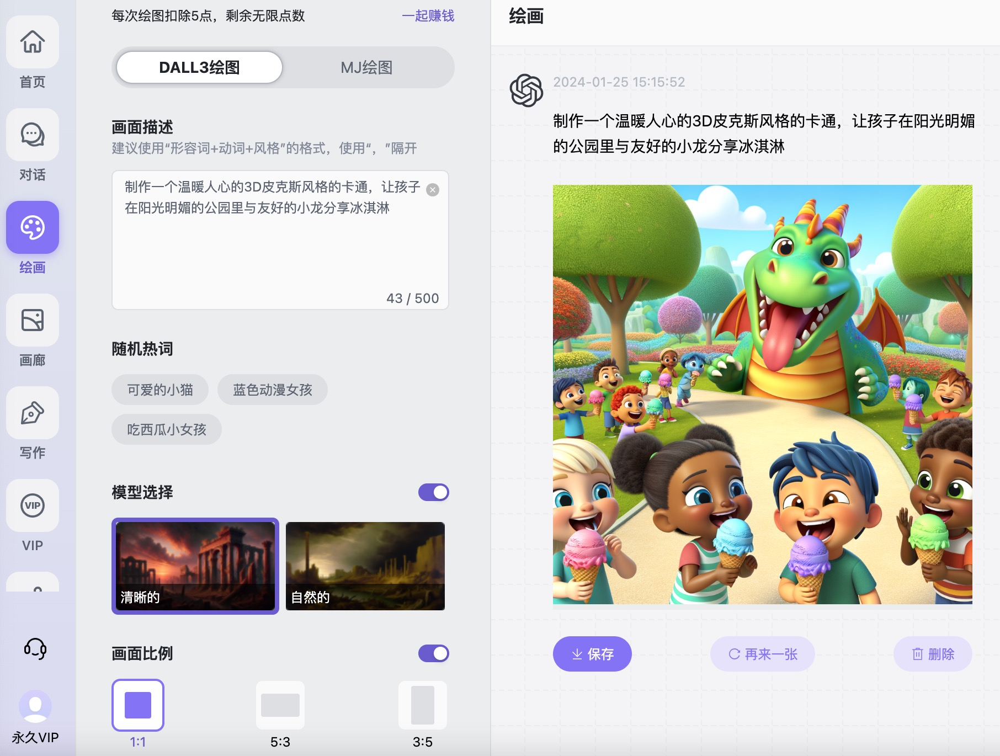 首页
对话
绘画
画廊
写作
VIP
VIP
永久VIP
每次绘图扣除5点，剩余无限点数
一起赚钱
DALL3绘图
MJ绘图
画面描述
建议使用“形容词+动词+风格”的格式，使用“，”隔开
制作一个温暖人心的3D皮克斯风格的卡通，让孩子
在阳光明媚的公园里与友好的小龙分享冰淇淋
43 / 500
随机热词
可爱的小猫
蓝色动漫女孩
吃西瓜小女孩
模型选择
清晰的
自然的
画面比例
1:1
5:3
3:5
绘画
2024-01-25 15:15:52
制作一个温暖人心的3D皮克斯风格的卡通，让孩子在阳光明媚
的公园里与友好的小龙分享冰淇淋
保存
再来一张
删除